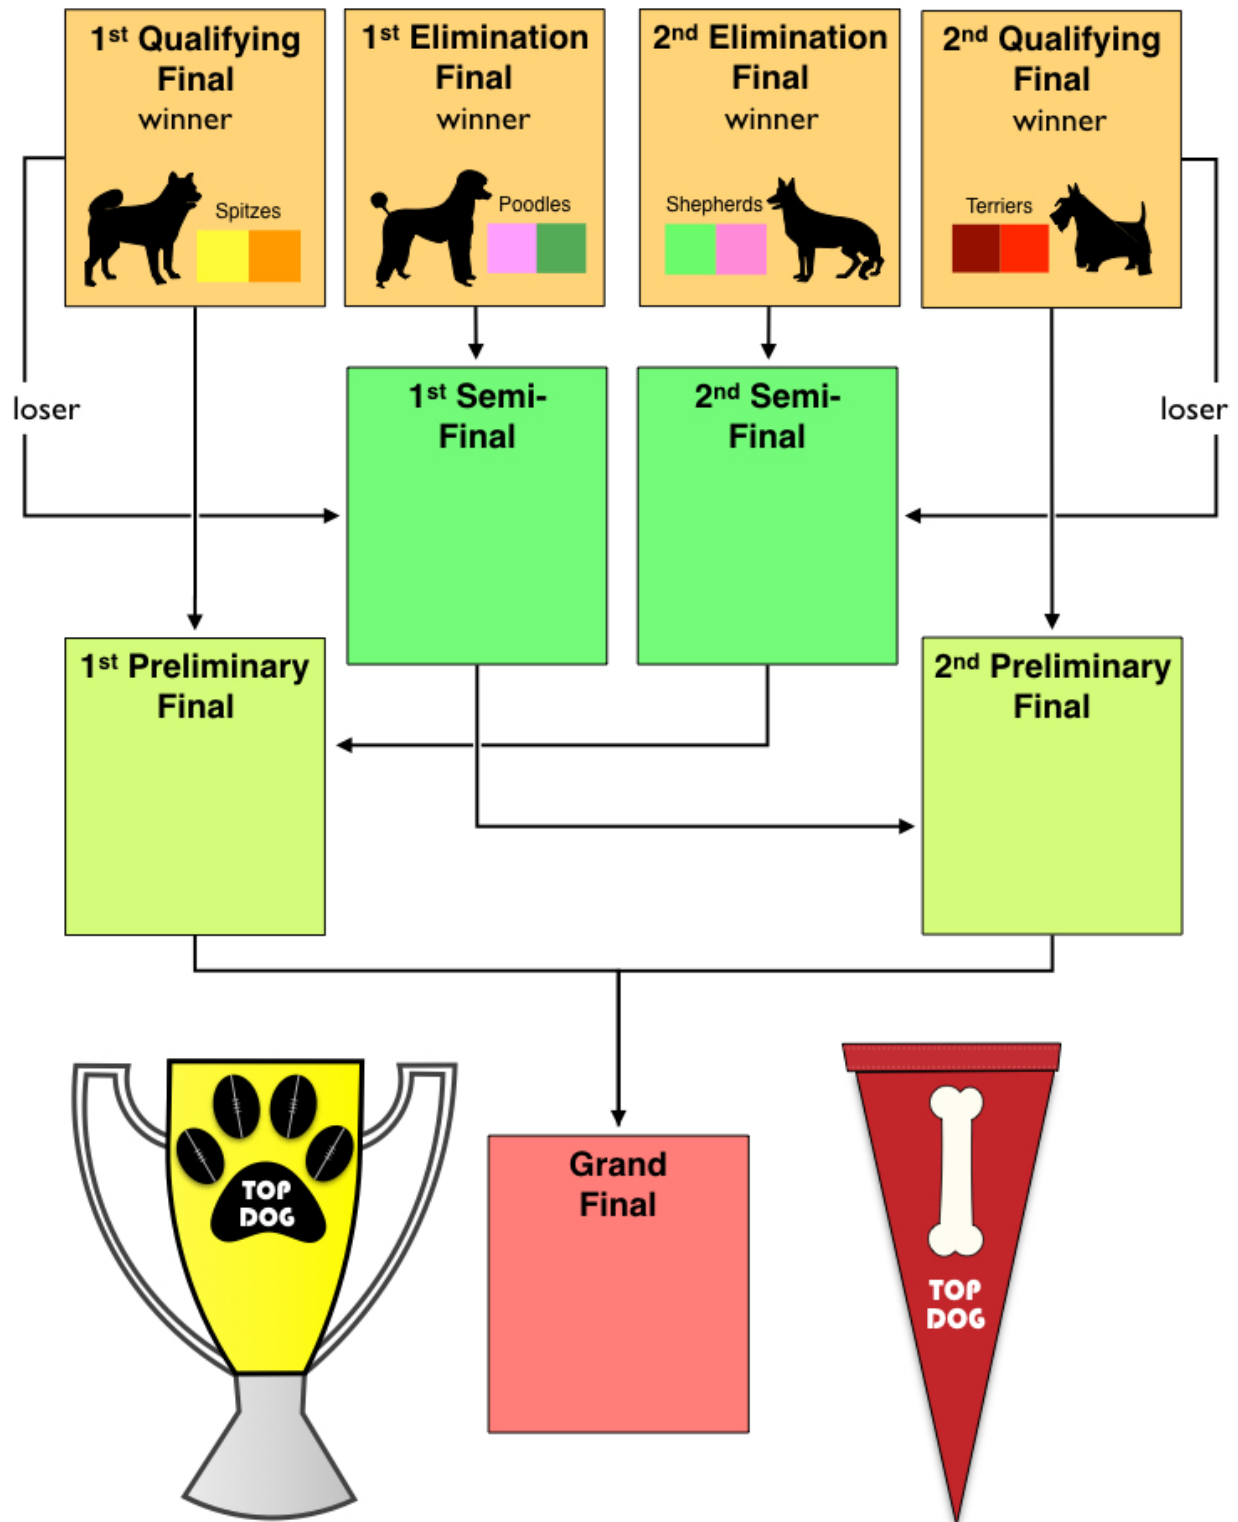 1st Qualifying
Final
winner
Spitzes
1st Elimination
Final
winner
Poodles
2nd Elimination
Final
winner
Shepherds
2nd Qualifying
Final
winner
Terriers
loser
1st Semi-
Final
2nd Semi-
Final
loser
1st Preliminary
Final
2nd Preliminary
Final
TOP
DOG
Grand
Final
TOP
DOG